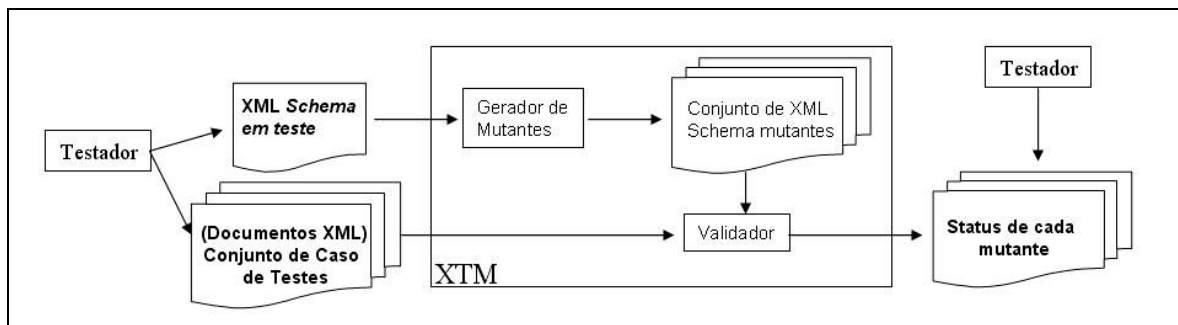 Testador
XML Schema
em teste
(Documentos XML)
Conjunto de Caso
de Testes
Gerador de
Mutantes
Conjunto de XML
Schema mutantes
Validador
XTM
Testador
Status de cada
mutante